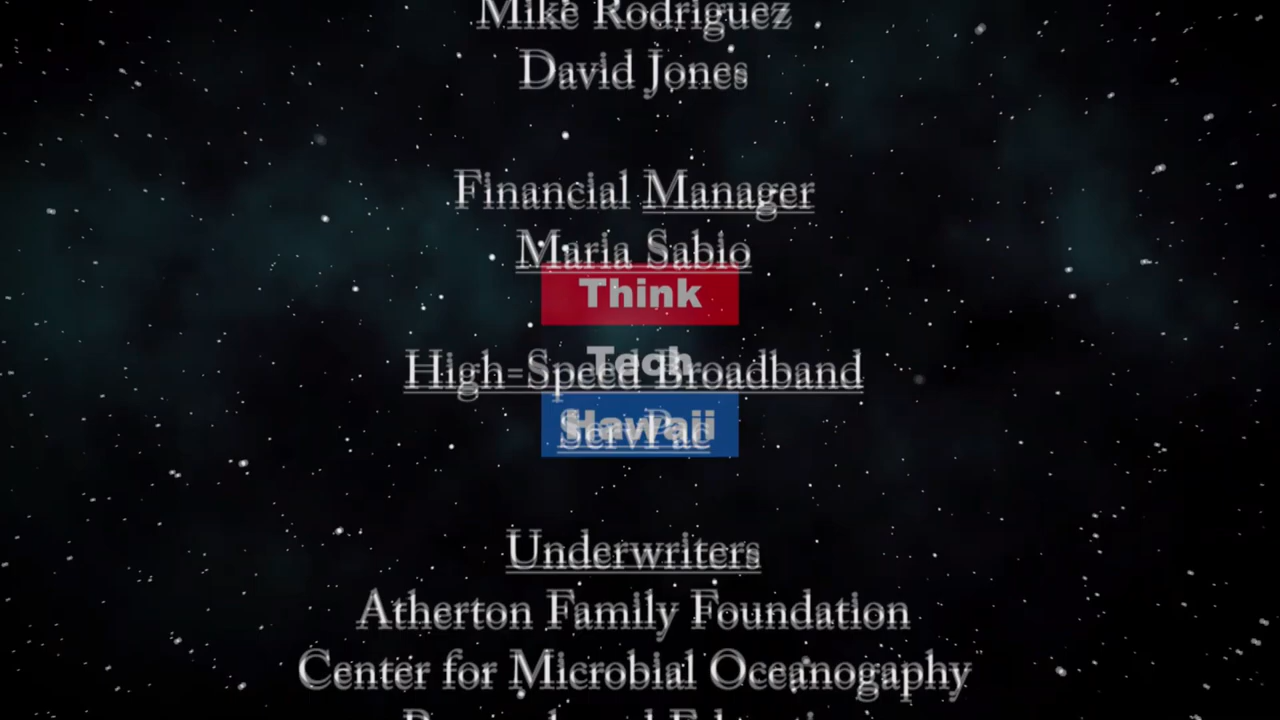 Mike Rodriguez
David Jones
Financial Manager
Maria Sabio
Think
High-Speed Broadband
Tech
Hawaii
ServPac
Underwriters
Atherton Family Foundation
Center for Microbial Oceanogaphy